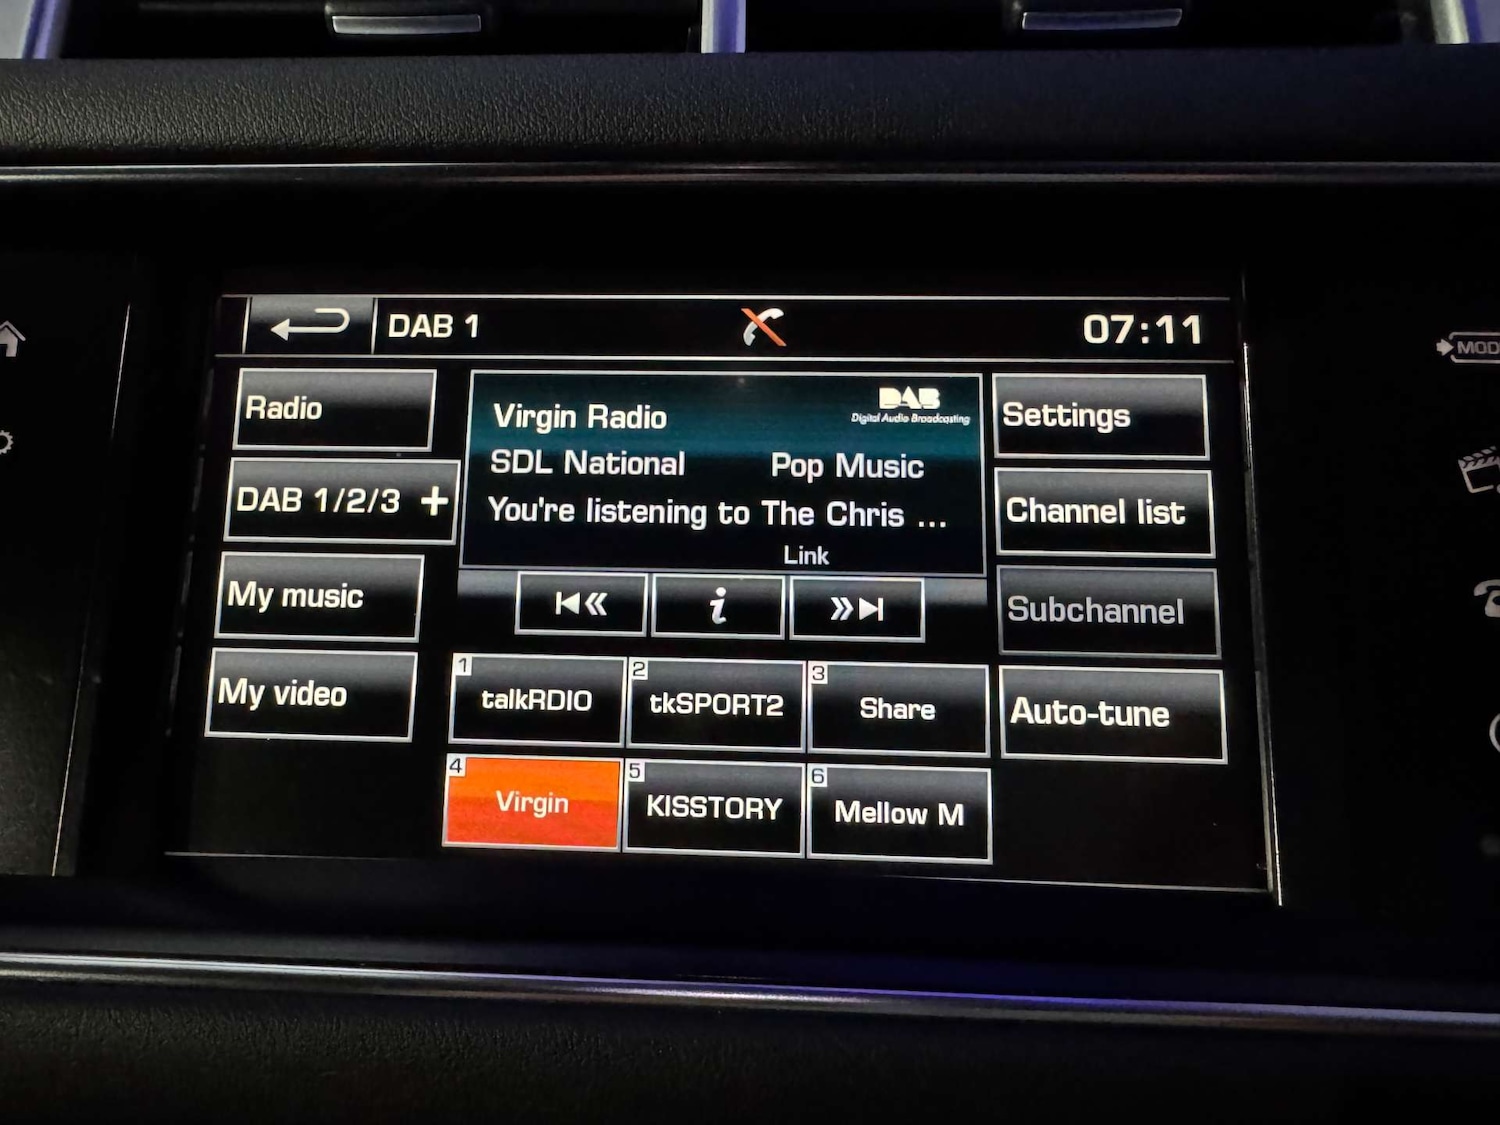 DAB 1
07:11
Radio
DAB 1/2/3 +
My music
My video
Virgin Radio
DAB
Digital Audio Broadcasting
SDL National
Pop Music
You're listening to The Chris ...
Link
i
Settings
Channel list
Subchannel
Auto-tune
1
talkRDIO
2
tkSPORT2
3
Share
4
Virgin
5
KISSTORY
6
Mellow M